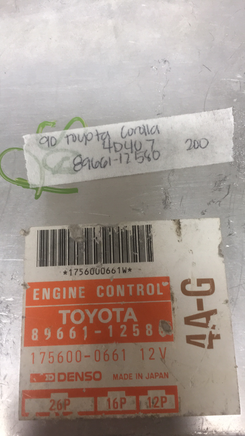 90 Toyota Corolla
4D4U7
89661-12580
200
*1756000661W*
ENGINE CONTROL
TOYOTA
89661-1258
4A-G
175600-0661 12V
DENSO MADE IN JAPAN
26P 16P 12P